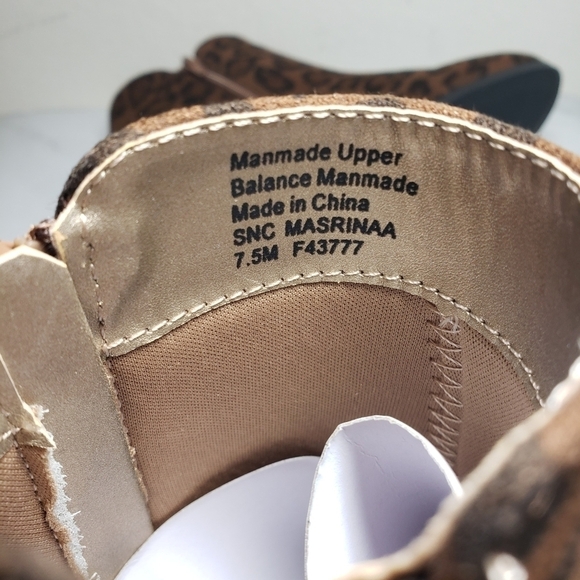 Manmade Upper
Balance Manmade
Made in China
SNC MASRINAA
7.5M F43777